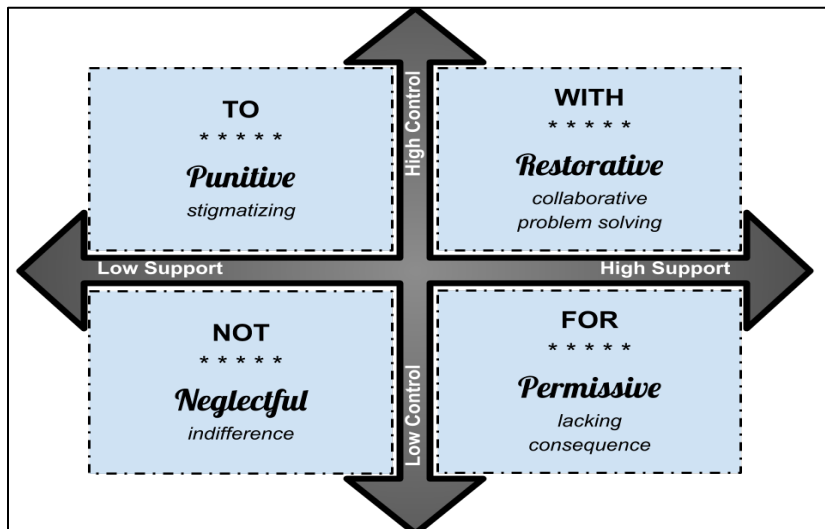 TO
* * * * *
Punitive
stigmatizing
High Control
WITH
* * * * *
Restorative
collaborative
problem solving
Low Support
High Support
NOT
* * * * *
Neglectful
indifference
Low Control
FOR
* * * * *
Permissive
lacking
consequence